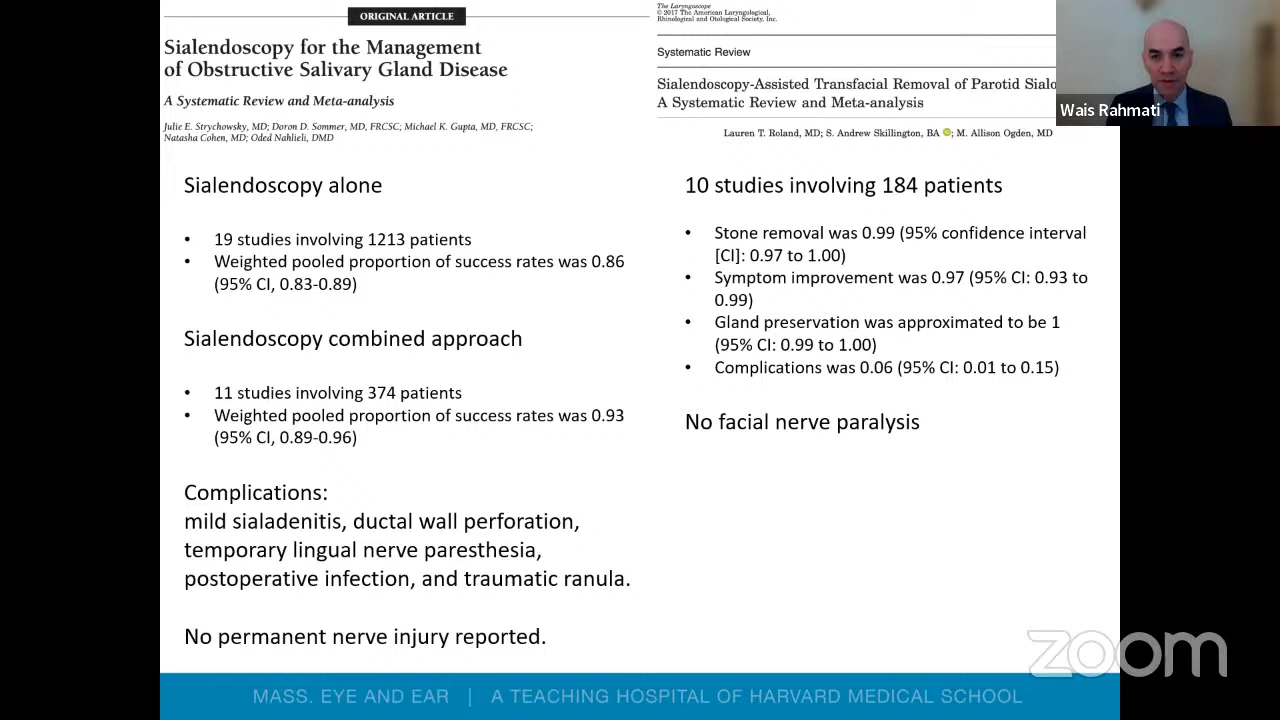 ORIGINAL ARTICLE
Sialendoscopy for the Management
of Obstructive Salivary Gland Disease
A Systematic Review and Meta-analysis
Julie E. Strychowsky, MD; Doron D. Sommer, MD, FRCSC; Michael K. Gupta, MD, FRCSC;
Natasha Cohen, MD; Oded Nahlieli, DMD
Sialendoscopy alone
• 19 studies involving 1213 patients
• Weighted pooled proportion of success rates was 0.86
(95% CI, 0.83-0.89)
Sialendoscopy combined approach
• 11 studies involving 374 patients
• Weighted pooled proportion of success rates was 0.93
(95% CI, 0.89-0.96)
Complications:
mild sialadenitis, ductal wall perforation,
temporary lingual nerve paresthesia,
postoperative infection, and traumatic ranula.
No permanent nerve injury reported.
The Laryngoscope
© 2017 The American Laryngological,
Rhinological and Otological Society, Inc.
Systematic Review
Sialendoscopy-Assisted Transfacial Removal of Parotid Sialo
A Systematic Review and Meta-analysis
Lauren T. Roland, MD; S. Andrew Skillington, BA; M. Allison Ogden, MD
10 studies involving 184 patients
• Stone removal was 0.99 (95% confidence interval
[CI]: 0.97 to 1.00)
• Symptom improvement was 0.97 (95% CI: 0.93 to
0.99)
• Gland preservation was approximated to be 1
(95% CI: 0.99 to 1.00)
• Complications was 0.06 (95% CI: 0.01 to 0.15)
No facial nerve paralysis
Wais Rahmati
zoom
MASS. EYE AND EAR | A TEACHING HOSPITAL OF HARVARD MEDICAL SCHOOL